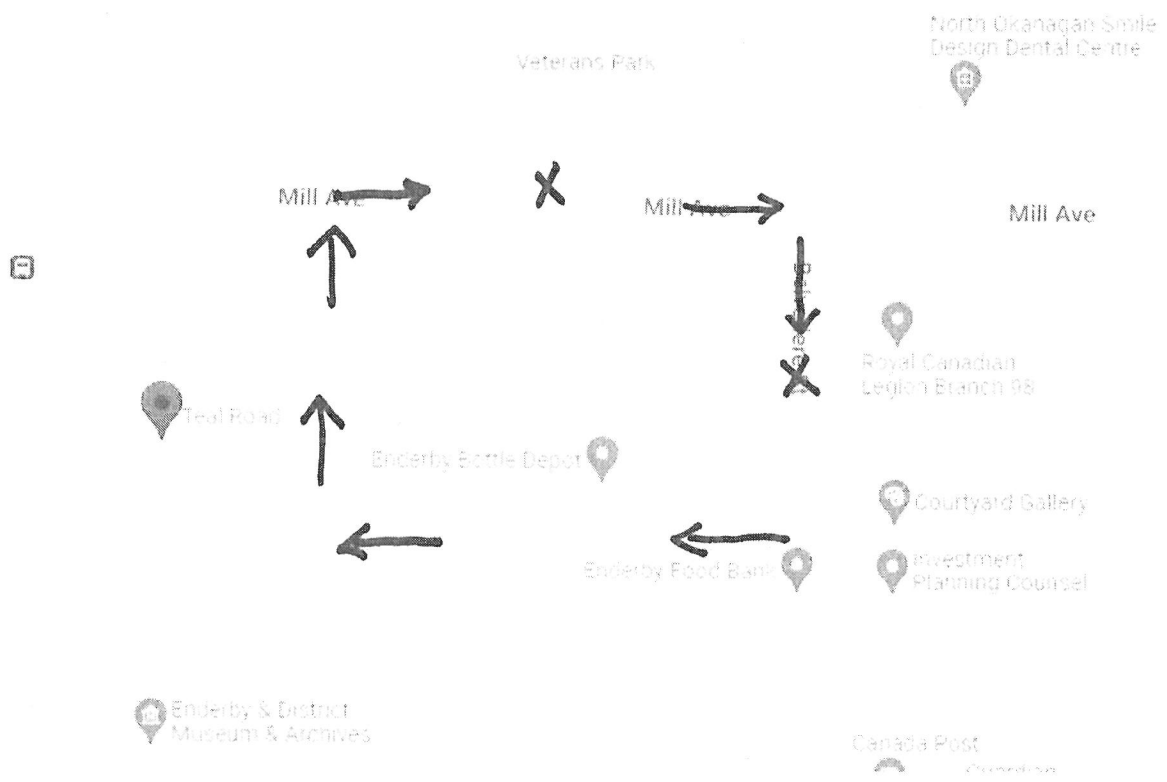 North Okanagan Smile
Design Dental Centre
Veterans Park
Mill Ave
Mill Ave
Mill Ave
Royal Canadian
Legion Branch 98
Teal Road
Enderby Bottle Depot
Courtyard Gallery
Enderby Food Bank
Investment
Planning Counsel
Enderby & District
Museum & Archives
Canada Post
Guardian